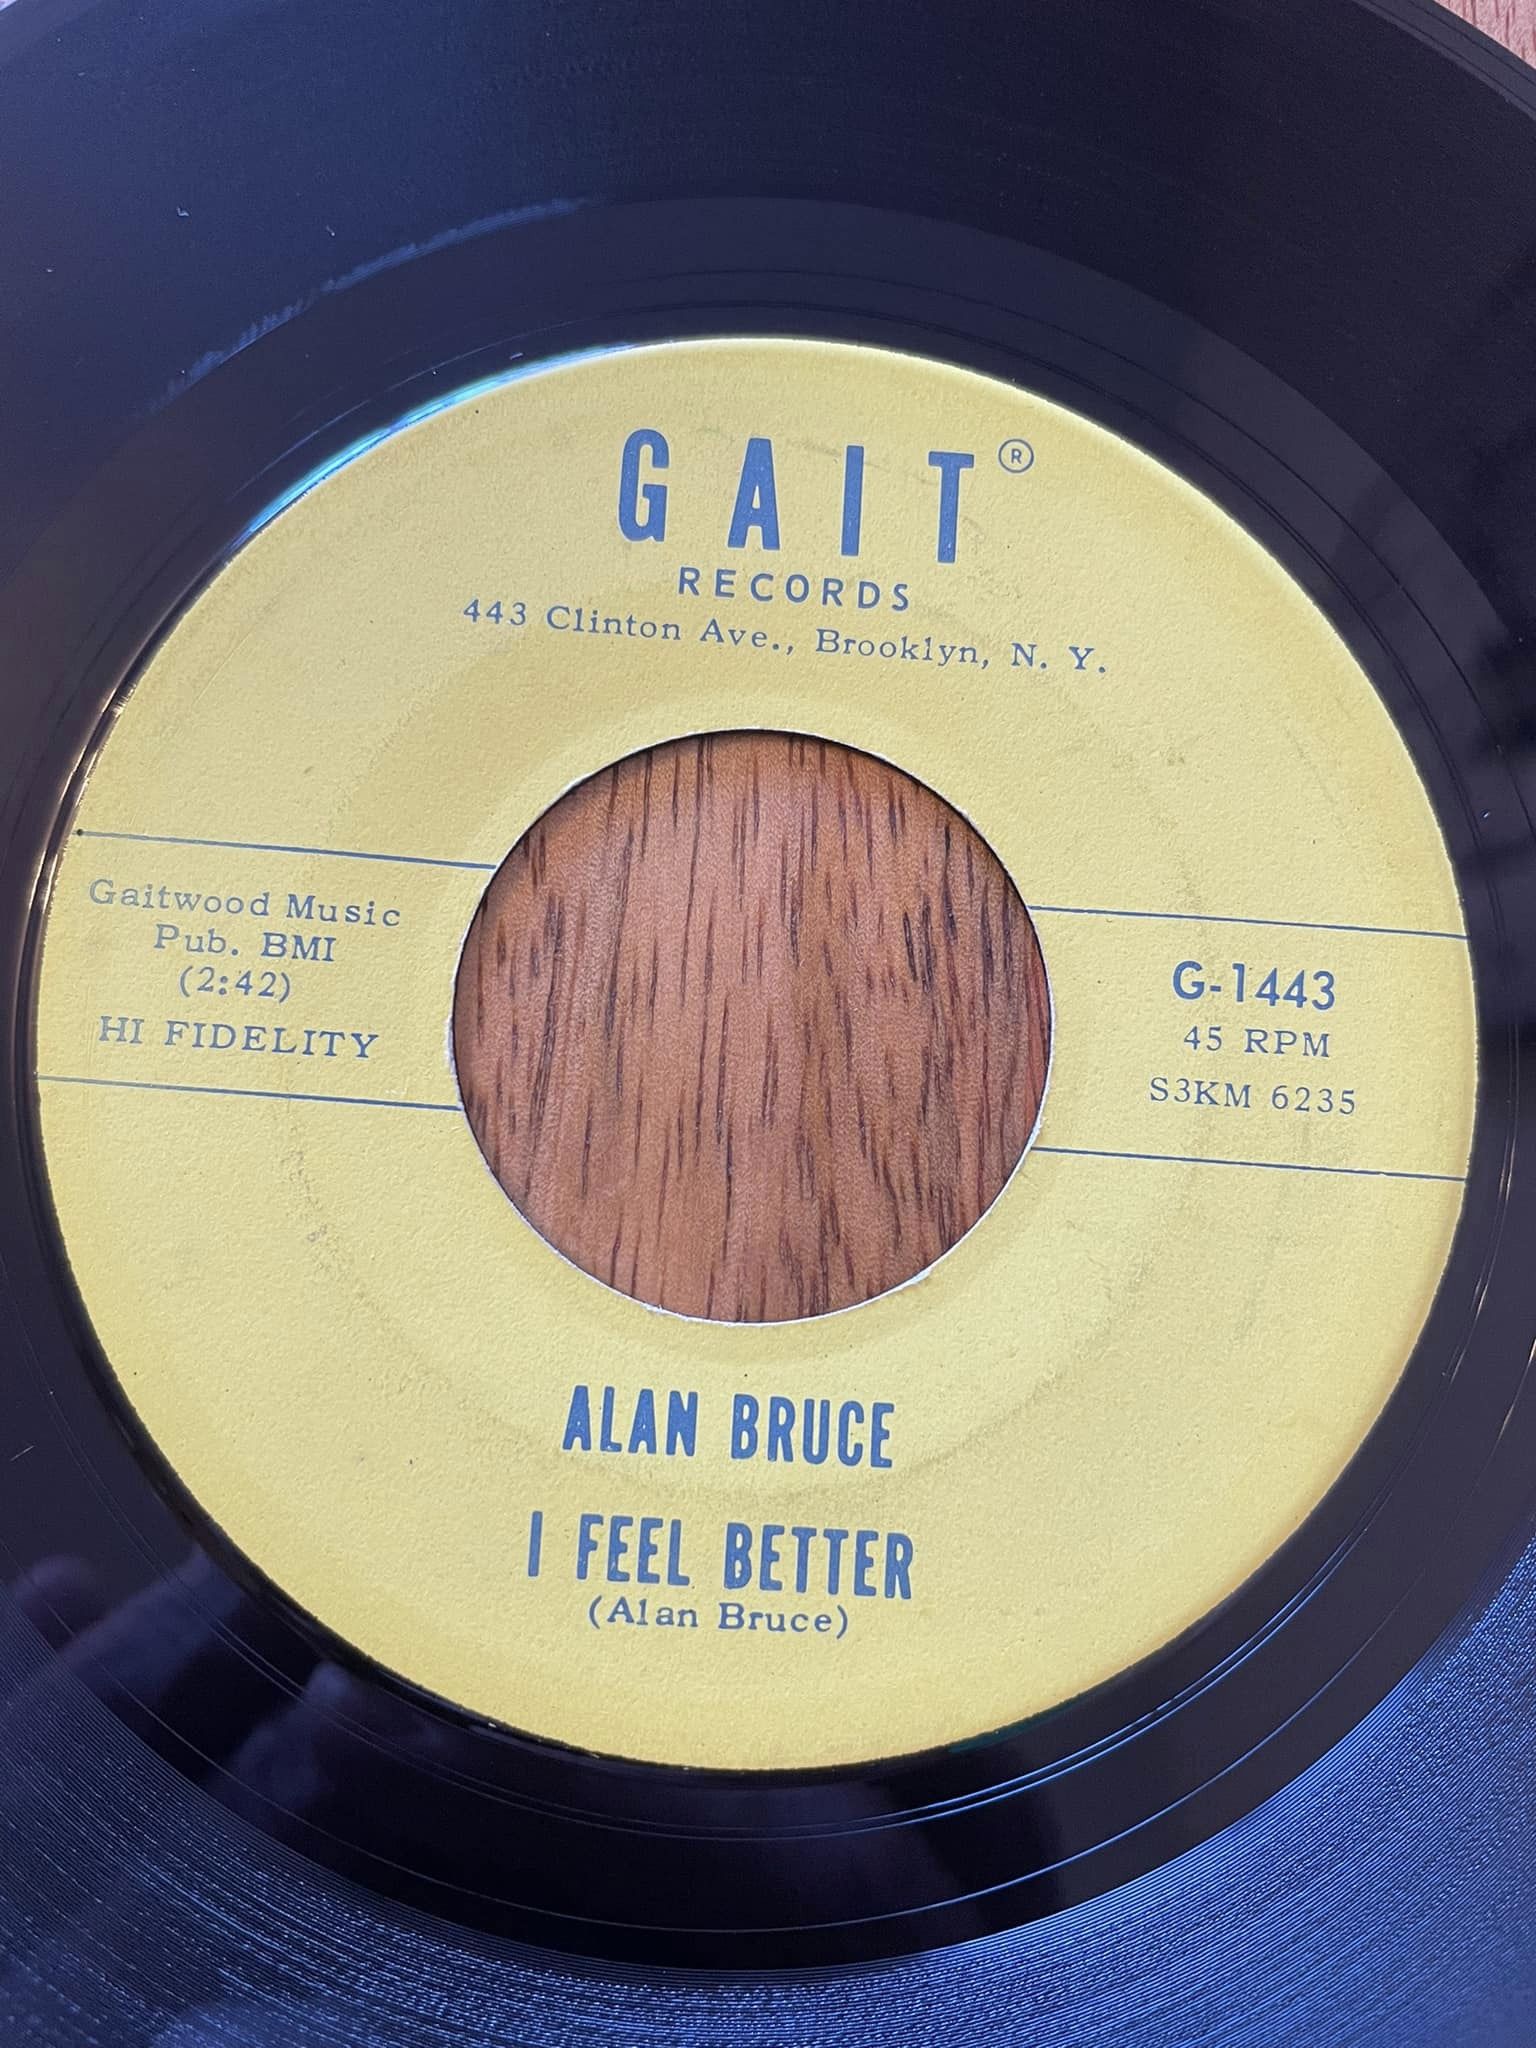 GAIT®
RECORDS
443 Clinton Ave., Brooklyn, N. Y.
Gaitwood Music
Pub. BMI
(2:42)
HI FIDELITY
G-1443
45 RPM
S3KM 6235
ALAN BRUCE
I FEEL BETTER
(Alan Bruce)